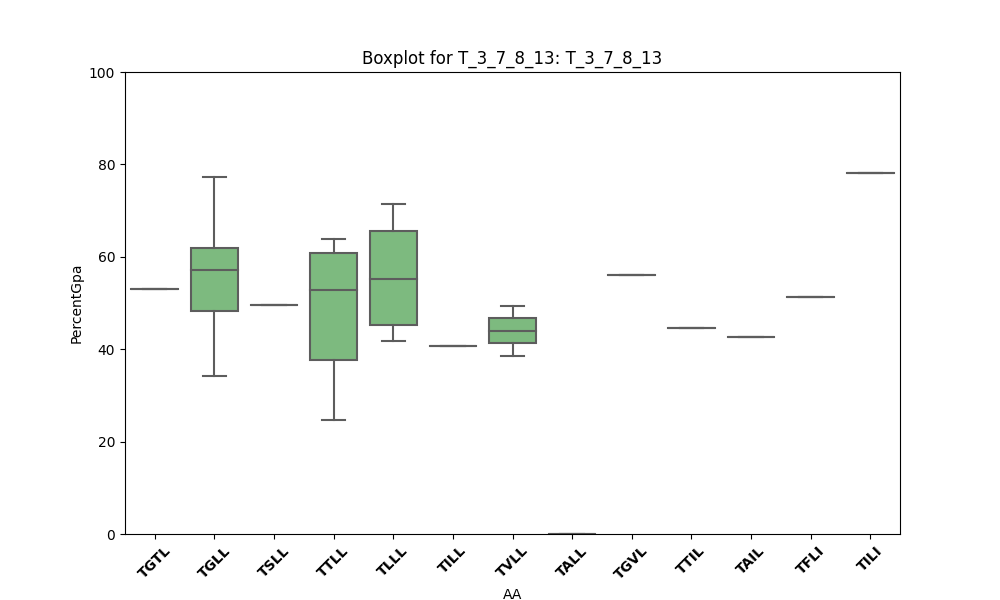 Boxplot for T_3_7_8_13: T_3_7_8_13
PercentGpa
100
80
60
40
20
0
TGTL
TGLL
TSLL
TTLL
TLLL
TILL
TVLL
TALL
TGVL
TTIL
TAIL
TFLI
TILI
AA